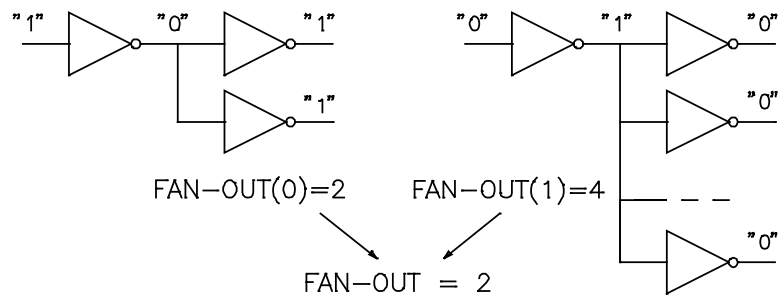 "1" "0" "1" "0" "1" "0"
"1" "0"
FAN-OUT(0)=2 FAN-OUT(1)=4
"0"
FAN-OUT = 2